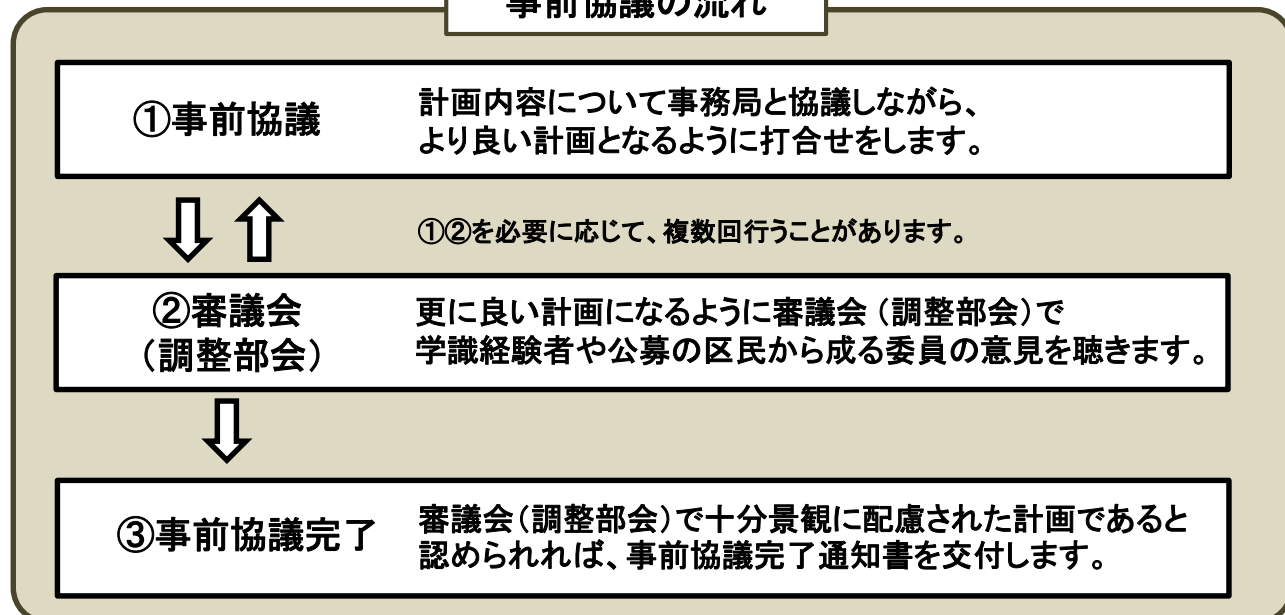 事前協議の流れ
①事前協議
計画内容について事務局と協議しながら、
より良い計画となるように打合せをします。
①②を必要に応じて、複数回行うことがあります。
②審議会
（調整部会）
更に良い計画になるように審議会（調整部会）で
学識経験者や公募の区民から成る委員の意見を聴きます。
③事前協議完了
審議会（調整部会）で十分景観に配慮された計画であると
認められれば、事前協議完了通知書を交付します。